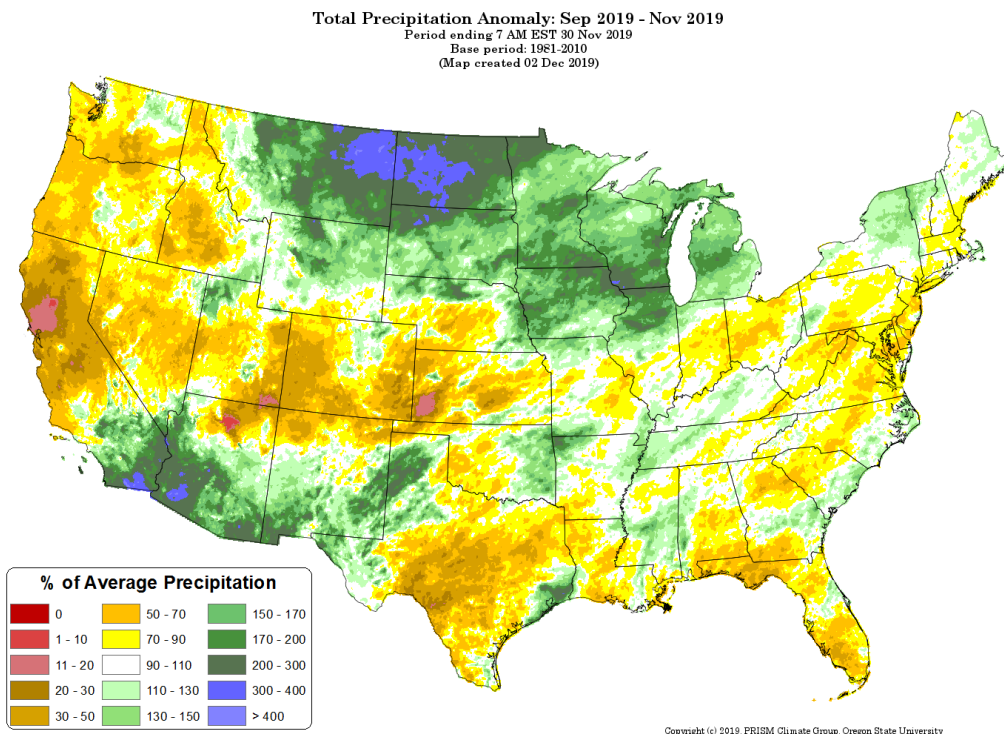 Total Precipitation Anomaly: Sep 2019 - Nov 2019
Period ending 7 AM EST 30 Nov 2019
Base period: 1981-2010
(Map created 02 Dec 2019)
% of Average Precipitation
0
50 - 70
150 - 170
1 - 10
70 - 90
170 - 200
11 - 20
90 - 110
200 - 300
20 - 30
110 - 130
300 - 400
30 - 50
130 - 150
> 400
Copyright (c) 2019, PRISM Climate Group, Oregon State University